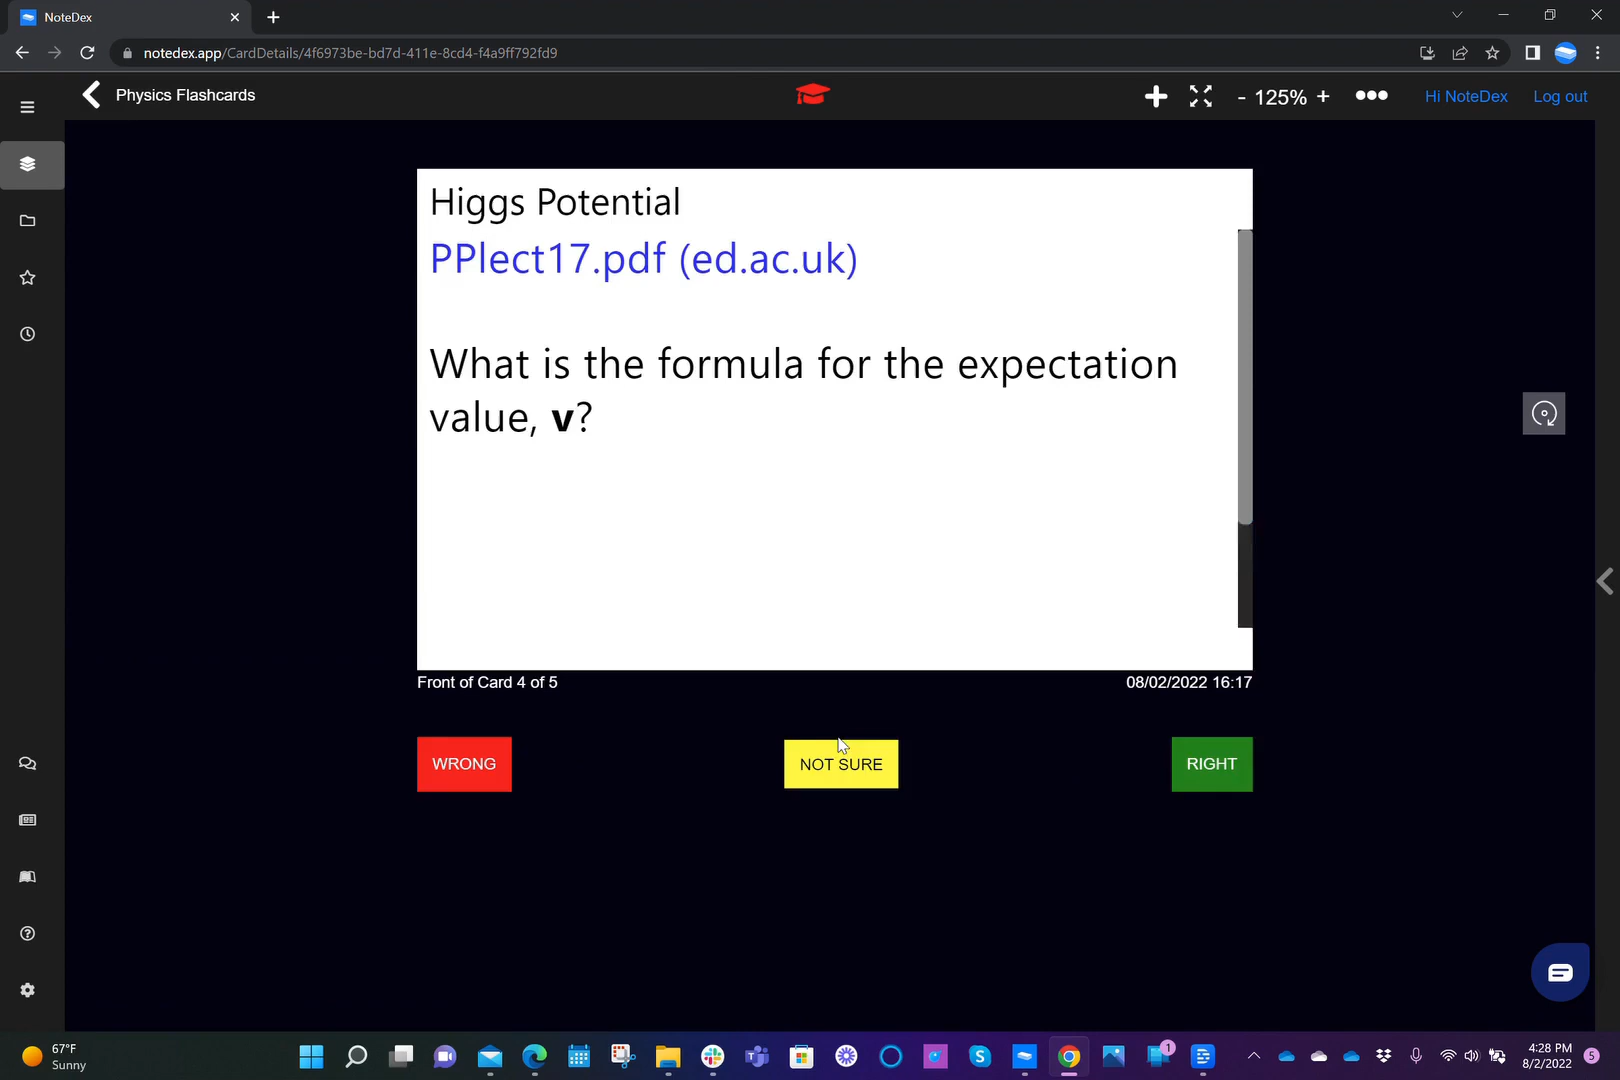 NoteDex
notedex.app/CardDetails/4f6973be-bd7d-411e-8cd4-f4a9ff792fd9
Physics Flashcards
- 125% +
Hi NoteDex
Log out
Higgs Potential
PPlect17.pdf (ed.ac.uk)
What is the formula for the expectation
value, v?
Front of Card 4 of 5
08/02/2022 16:17
WRONG
NOT SURE
RIGHT
67°F
Sunny
1
4:28 PM
8/2/2022
5